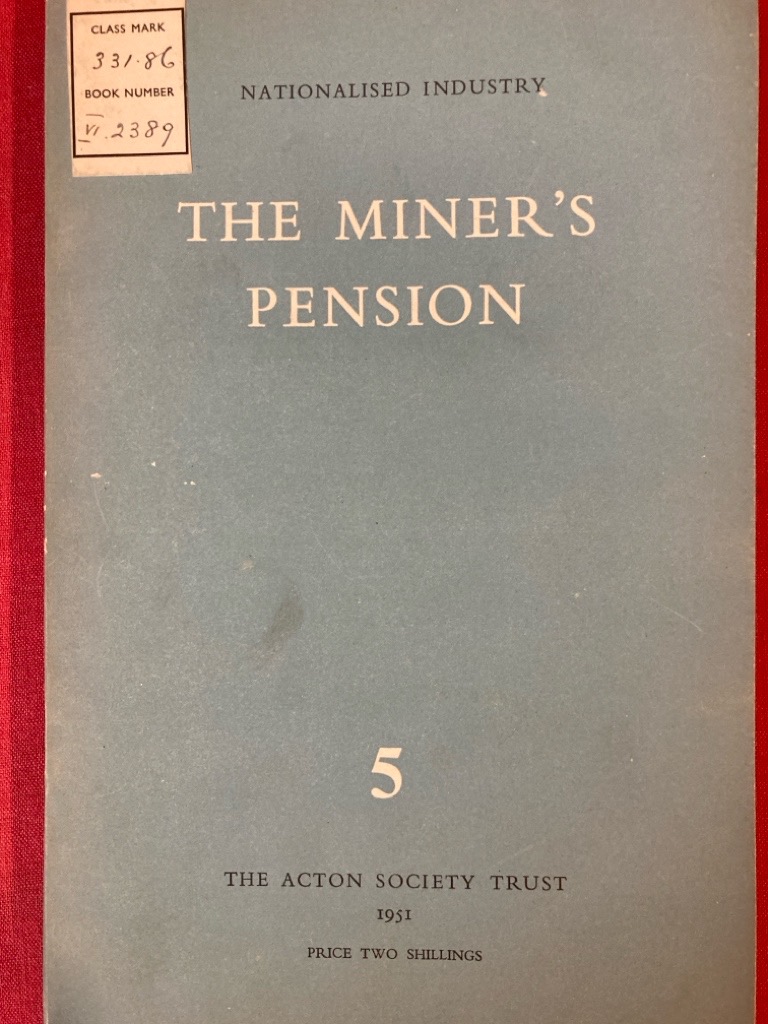 CLASS MARK
331.86
BOOK NUMBER
VI.2389
NATIONALISED INDUSTRY
THE MINER'S
PENSION
5
THE ACTON SOCIETY TRUST
1951
PRICE TWO SHILLINGS